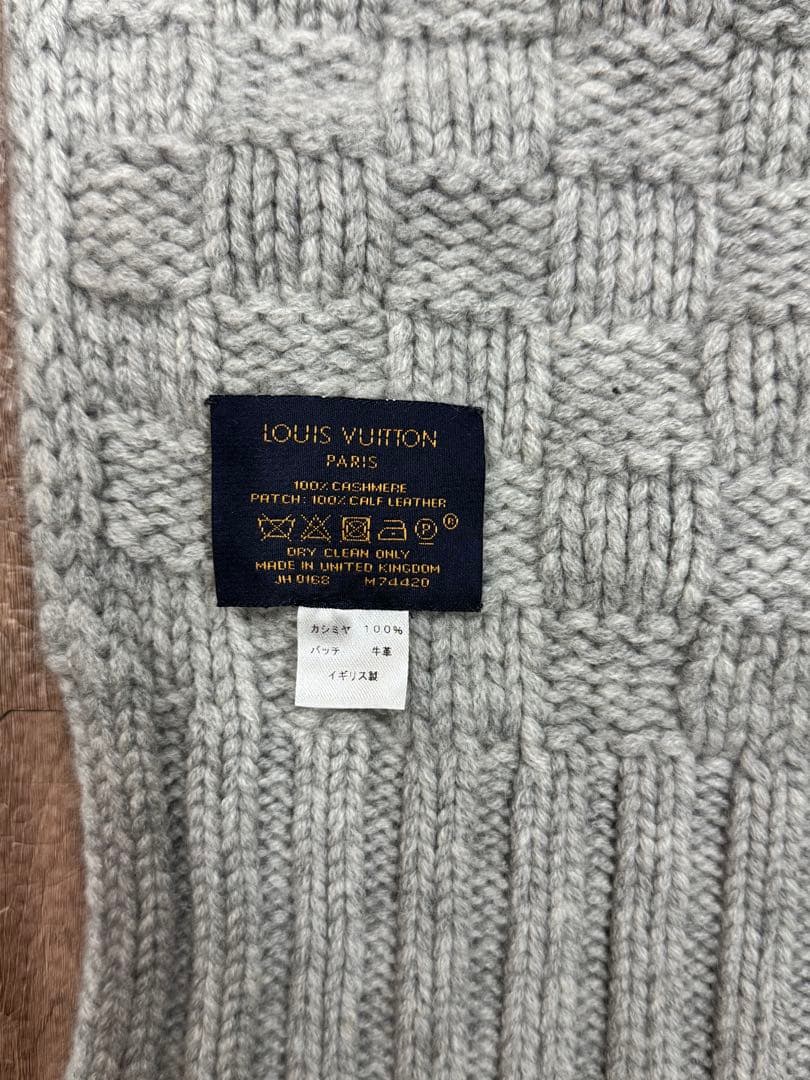 LOUIS VUITTON
PARIS
100% CASHMERE
PATCH: 100% CALF LEATHER
P ®
DRY CLEAN ONLY
MADE IN UNITED KINGDOM
JH 0168 M74420
カシミヤ 100%
パッチ 牛革
イギリス製